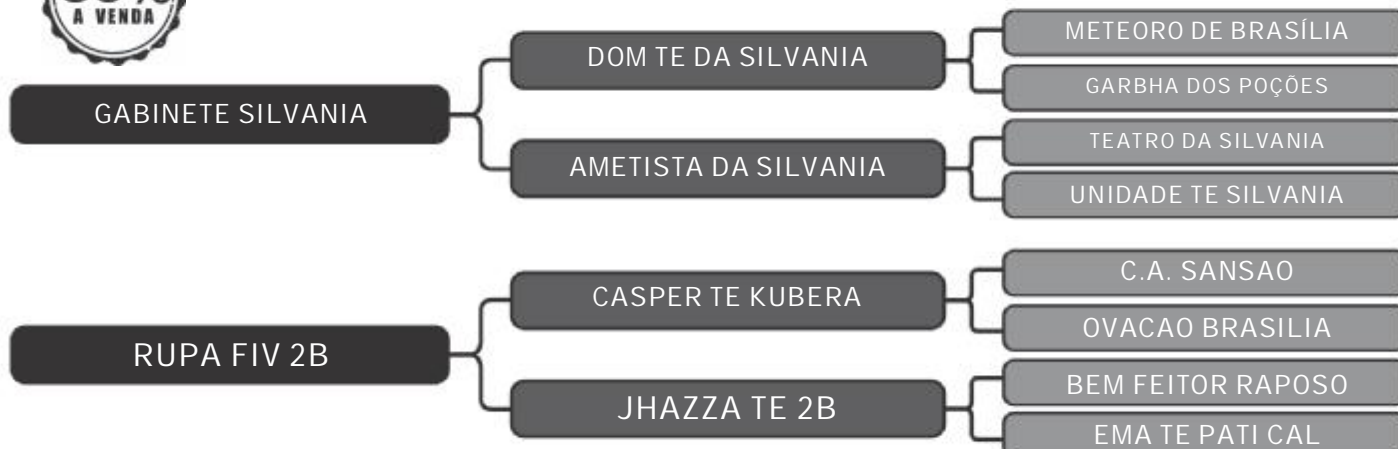 A VENDA
METEORO DE BRASÍLIA
DOM TE DA SILVANIA
GARBHA DOS POÇÕES
GABINETE SILVANIA
TEATRO DA SILVANIA
AMETISTA DA SILVANIA
UNIDADE TE SILVANIA
C.A. SANSAO
CASPER TE KUBERA
OVACAO BRASILIA
RUPA FIV 2B
BEM FEITOR RAPOSO
JHAZZA TE 2B
EMA TE PATI CAL